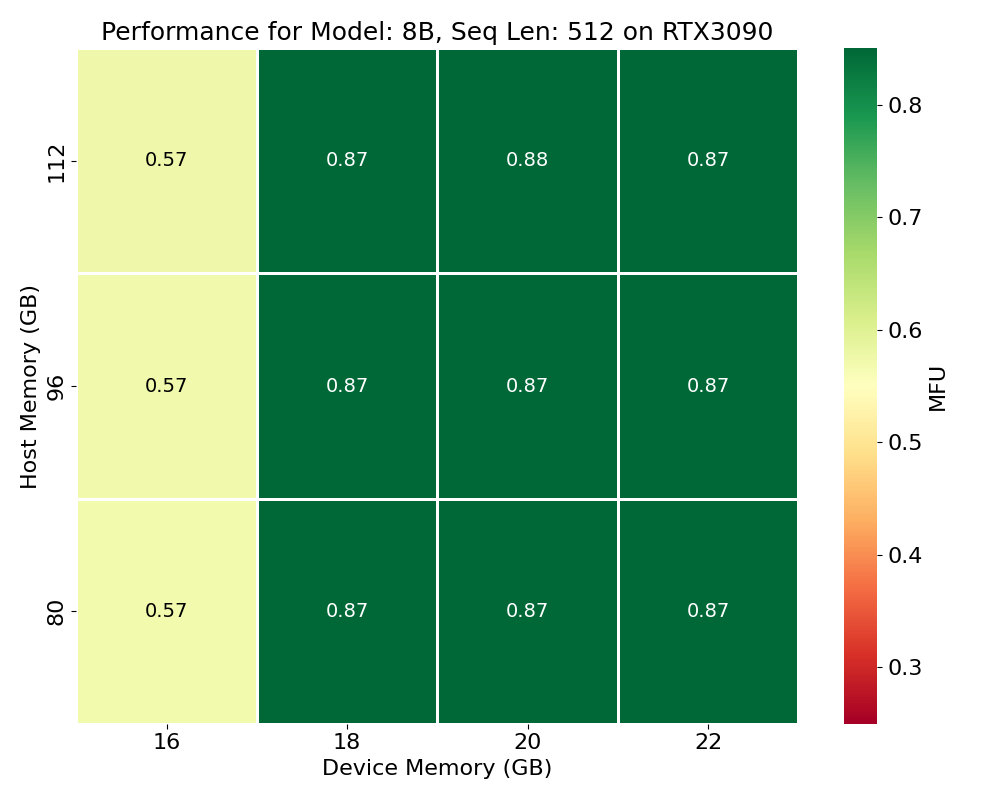 Performance for Model: 8B, Seq Len: 512 on RTX3090
Host Memory (GB)
112
0.57 0.87 0.88 0.87
96
0.57 0.87 0.87 0.87
80
0.57 0.87 0.87 0.87
16 18 20 22
Device Memory (GB)
0.8
0.7
0.6
0.5
0.4
0.3
MFU